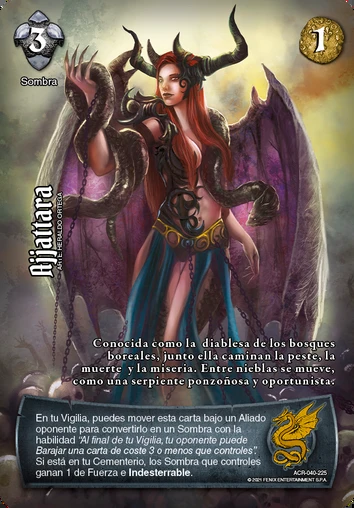 3
1
Sombra
Ajjattara
ARTE: HERALDO ORTEGA
Conocida como la diablesa de los bosques
boreales, junto ella caminan la peste, la
muerte y la miseria. Entre nieblas se mueve,
como una serpiente ponzoñosa y oportunista.
En tu Vigilia, puedes mover esta carta bajo un Aliado
oponente para convertirlo en un Sombra con la
habilidad "Al final de tu Vigilia, tu oponente puede
Barajar una carta de coste 3 o menos que controles".
Si está en tu Cementerio, los Sombra que controles
ganan 1 de Fuerza e Indesterrable.
ACR-040-225
© 2021 FENIX ENTERTAINMENT S.P.A.